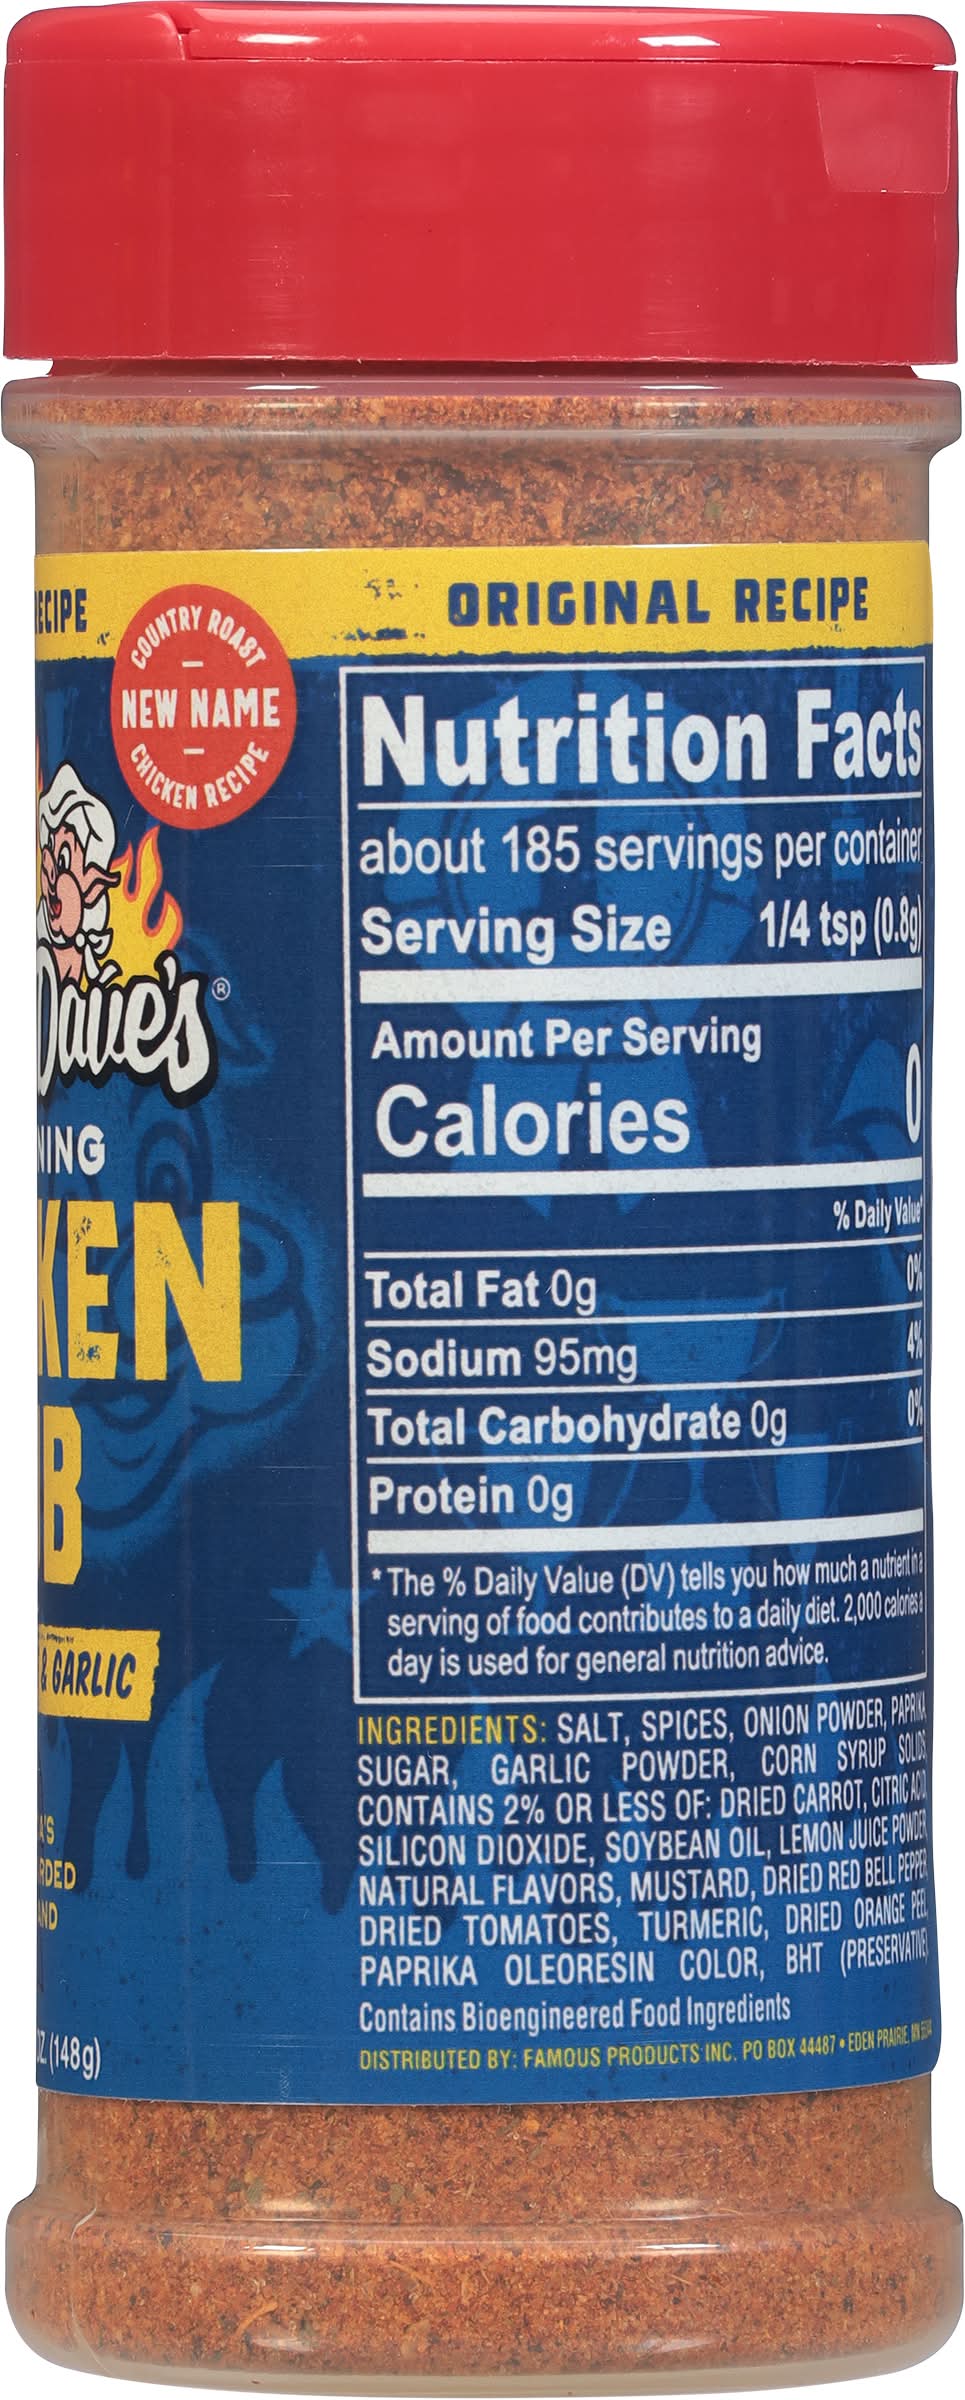 ECIPE
ORIGINAL RECIPE
COUNTRY ROAST
NEW NAME
CHICKEN RECIPE
Dave's®
NING
KEN
B
& GARLIC
A'S
RDED
AND
OZ. (148g)
Nutrition Facts
about 185 servings per container
Serving Size 1/4 tsp (0.8g)
Amount Per Serving
Calories 0
% Daily Value*
Total Fat 0g 0%
Sodium 95mg 4%
Total Carbohydrate 0g 0%
Protein 0g
* The % Daily Value (DV) tells you how much a nutrient in a
serving of food contributes to a daily diet. 2,000 calories a
day is used for general nutrition advice.
INGREDIENTS: SALT, SPICES, ONION POWDER, PAPRIKA,
SUGAR, GARLIC POWDER, CORN SYRUP SOLIDS,
CONTAINS 2% OR LESS OF: DRIED CARROT, CITRIC ACID,
SILICON DIOXIDE, SOYBEAN OIL, LEMON JUICE POWDER,
NATURAL FLAVORS, MUSTARD, DRIED RED BELL PEPPER,
DRIED TOMATOES, TURMERIC, DRIED ORANGE PEEL,
PAPRIKA OLEORESIN COLOR, BHT (PRESERVATIVE).
Contains Bioengineered Food Ingredients
DISTRIBUTED BY: FAMOUS PRODUCTS INC. PO BOX 44487 • EDEN PRAIRIE, MN